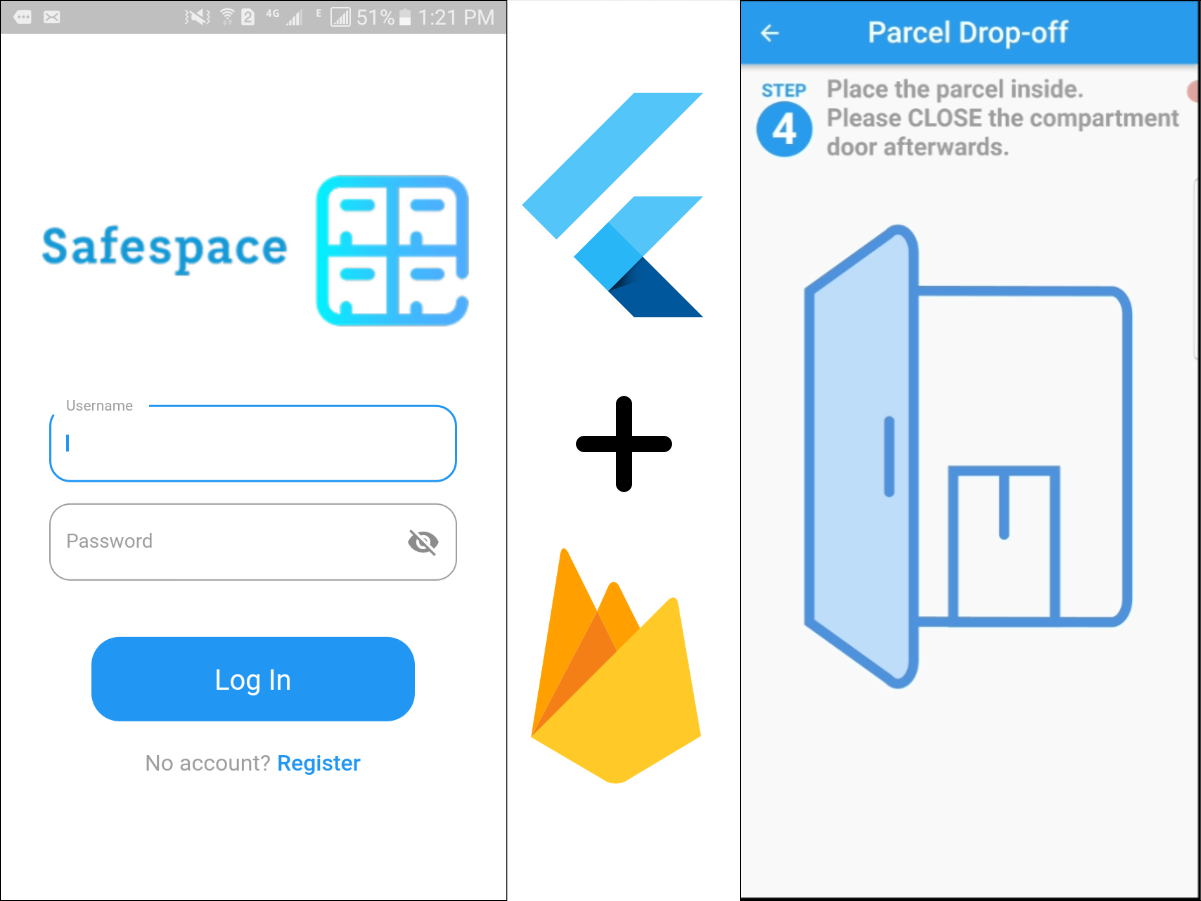 2 4G E 51% 1:21 PM
Safespace
Username
Password
Log In
No account? Register
Parcel Drop-off
STEP
4
Place the parcel inside.
Please CLOSE the compartment
door afterwards.